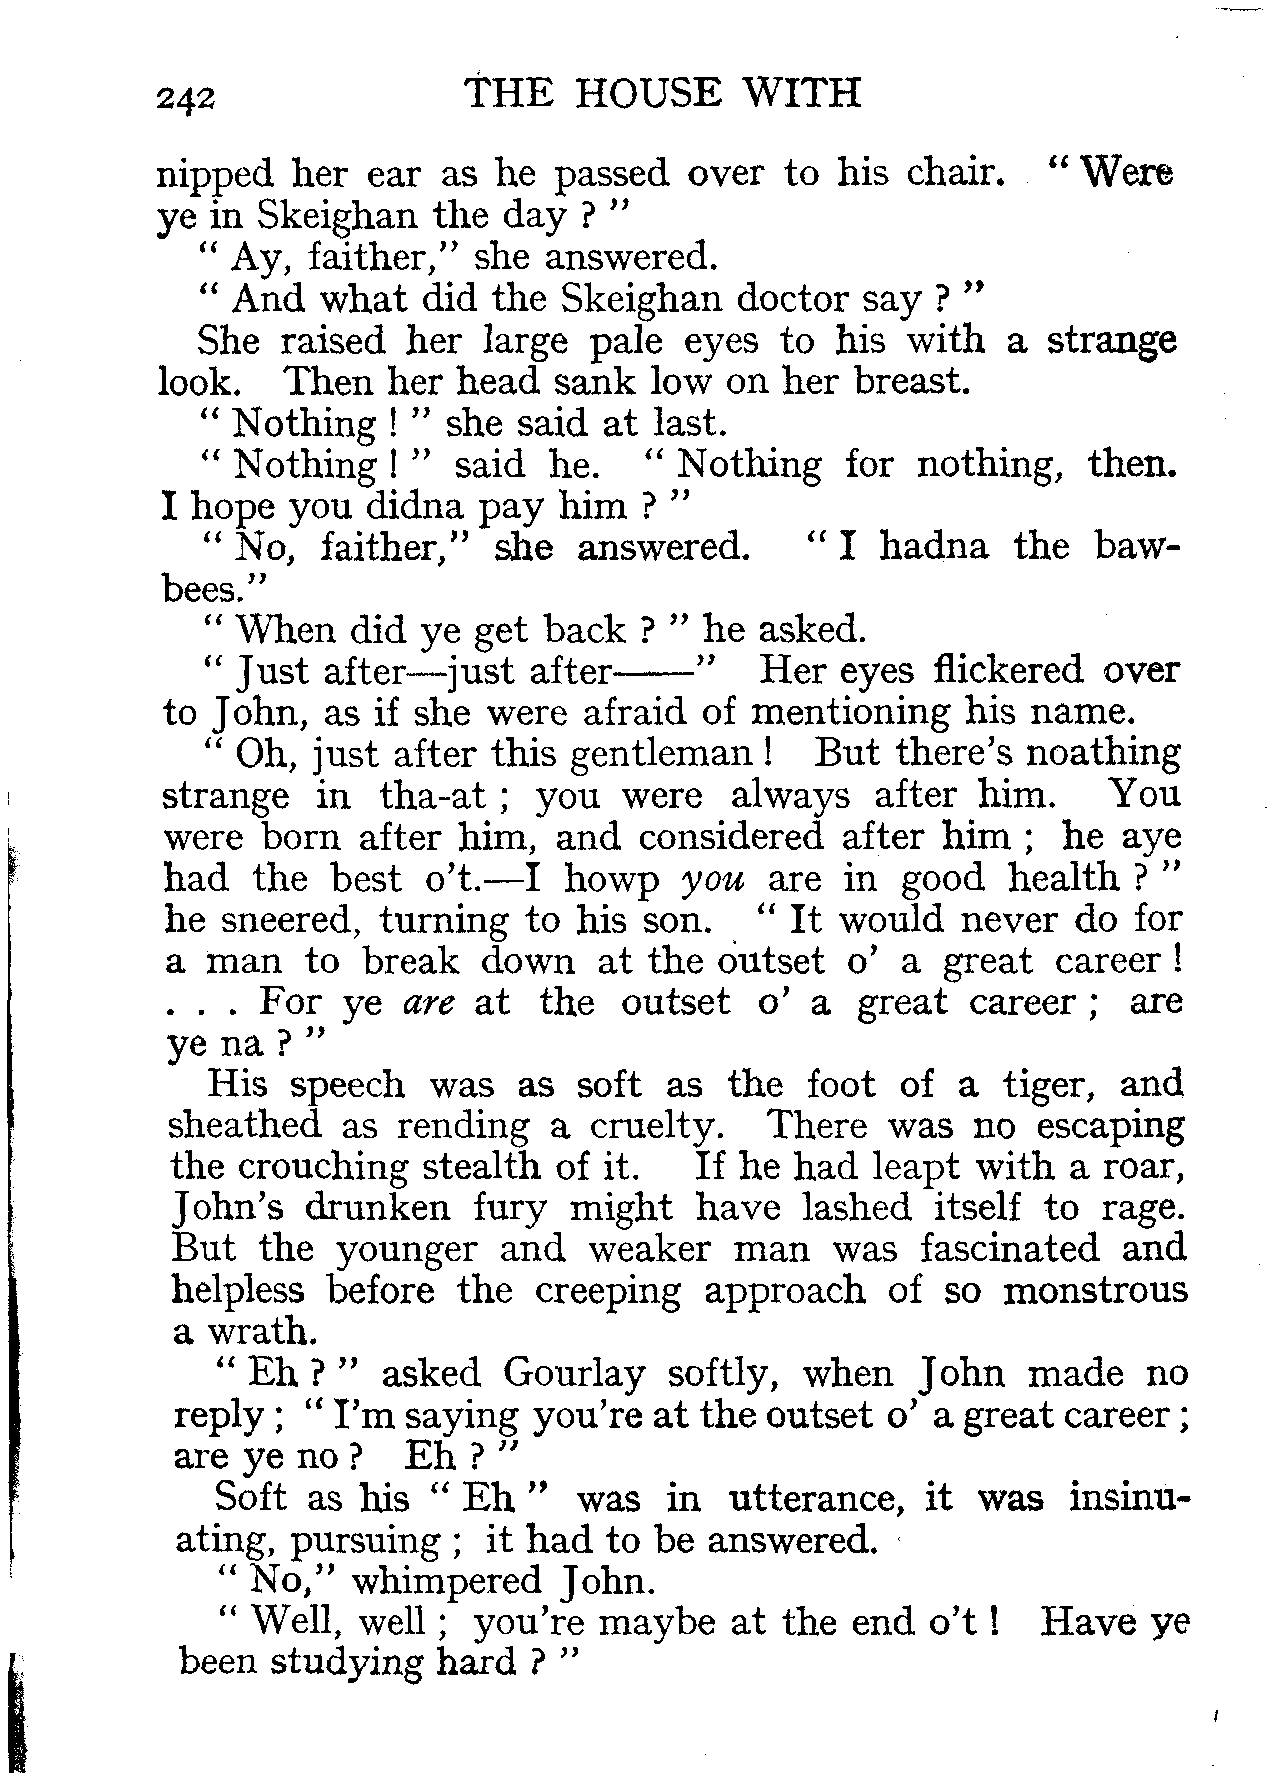 242 THE HOUSE WITH
nipped her ear as he passed over to his chair. “ Were
ye in Skeighan the day ? ”
“ Ay, faither,” she answered.
“ And what did the Skeighan doctor say ? ”
She raised her large pale eyes to his with a strange
look. Then her head sank low on her breast.
“ Nothing ! ” she said at last.
“ Nothing ! ” said he. “ Nothing for nothing, then.
I hope you didna pay him ? ”
“ No, faither,” she answered. “ I hadna the baw-
bees.”
“ When did ye get back ? ” he asked.
“ Just after—just after——” Her eyes flickered over
to John, as if she were afraid of mentioning his name.
“ Oh, just after this gentleman ! But there’s noathing
strange in tha-at ; you were always after him. You
were born after him, and considered after him ; he aye
had the best o’t.—I howp you are in good health ? ”
he sneered, turning to his son. “ It would never do for
a man to break down at the outset o’ a great career !
. . . For ye are at the outset o’ a great career ; are
ye na ? ”
His speech was as soft as the foot of a tiger, and
sheathed as rending a cruelty. There was no escaping
the crouching stealth of it. If he had leapt with a roar,
John’s drunken fury might have lashed itself to rage.
But the younger and weaker man was fascinated and
helpless before the creeping approach of so monstrous
a wrath.
“ Eh ? ” asked Gourlay softly, when John made no
reply ; “ I’m saying you’re at the outset o’ a great career ;
are ye no ? Eh ? ”
Soft as his “ Eh ” was in utterance, it was insinu-
ating, pursuing ; it had to be answered.
“ No,” whimpered John.
“ Well, well ; you’re maybe at the end o’t ! Have ye
been studying hard ? ”